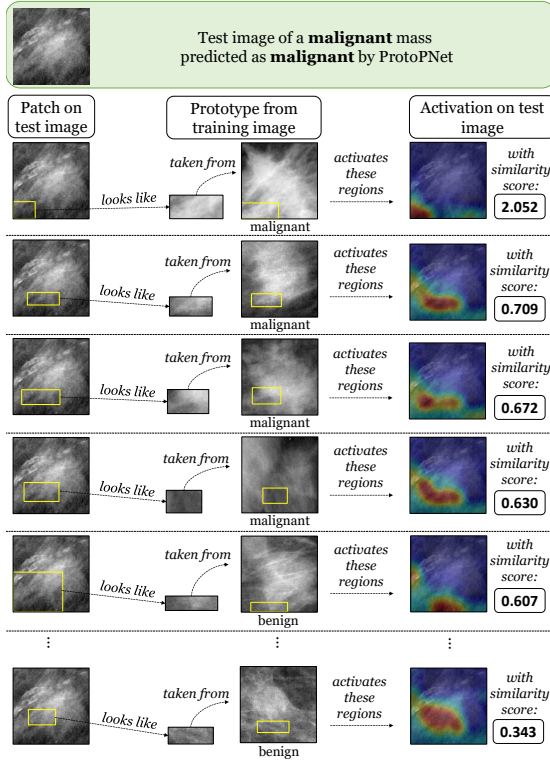 Test image of a malignant mass
predicted as malignant by ProtoPNet
Patch on
test image
Prototype from
training image
Activation on test
image
looks like
taken from
malignant
activates
these
regions
with
similarity
score:
2.052
looks like
taken from
malignant
activates
these
regions
with
similarity
score:
0.709
looks like
taken from
malignant
activates
these
regions
with
similarity
score:
0.672
looks like
taken from
malignant
activates
these
regions
with
similarity
score:
0.630
looks like
taken from
benign
activates
these
regions
with
similarity
score:
0.607
⋮ ⋮ ⋮
looks like
taken from
benign
activates
these
regions
with
similarity
score:
0.343